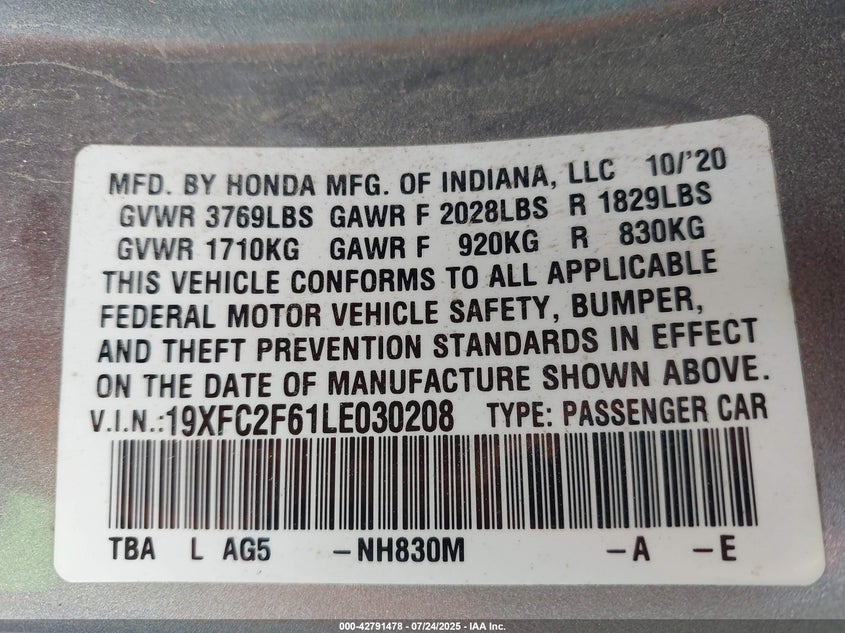 MFD. BY HONDA MFG. OF INDIANA, LLC 10/'20
GVWR 3769LBS GAWR F 2028LBS R 1829LBS
GVWR 1710KG GAWR F 920KG R 830KG
THIS VEHICLE CONFORMS TO ALL APPLICABLE
FEDERAL MOTOR VEHICLE SAFETY, BUMPER,
AND THEFT PREVENTION STANDARDS IN EFFECT
ON THE DATE OF MANUFACTURE SHOWN ABOVE.
V.I.N.:19XFC2F61LE030208 TYPE: PASSENGER CAR
TBA L AG5 -NH830M -A -E
000-42791478 - 07/24/2025 - IAA Inc.